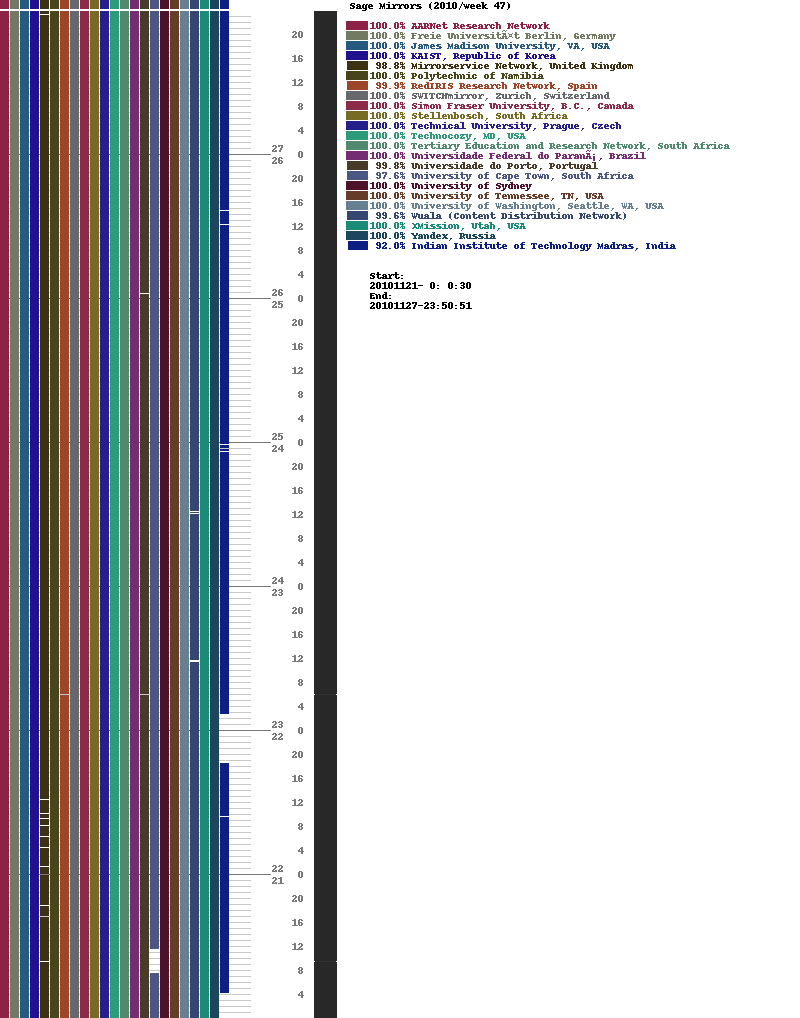 Sage Mirrors (2010/week 47)
100.0% AARNet Research Network
100.0% Freie UniversitÃ¤t Berlin, Germany
100.0% James Madison University, VA, USA
100.0% KAIST, Republic of Korea
98.8% Mirrorservice Network, United Kingdom
100.0% Polytechnic of Namibia
99.9% RedIRIS Research Network, Spain
100.0% SWITCHmirror, Zurich, Switzerland
100.0% Simon Fraser University, B.C., Canada
100.0% Stellenbosch, South Africa
100.0% Technical University, Prague, Czech
100.0% Technocozy, MD, USA
100.0% Tertiary Education and Research Network, South Africa
100.0% Universidade Federal do ParanÃ¡, Brazil
99.8% Universidade do Porto, Portugal
97.6% University of Cape Town, South Africa
100.0% University of Sydney
100.0% University of Tennessee, TN, USA
100.0% University of Washington, Seattle, WA, USA
99.6% Wuala (Content Distribution Network)
100.0% XMission, Utah, USA
100.0% Yandex, Russia
92.0% Indian Institute of Technology Madras, India
Start:
20101121- 0: 0:30
End:
20101127-23:50:51
20
16
12
8
4
27
0
26
20
16
12
8
4
26
0
25
20
16
12
8
4
25
0
24
20
16
12
8
4
24
0
23
20
16
12
8
4
23
0
22
20
16
12
8
4
22
0
21
20
16
12
8
4